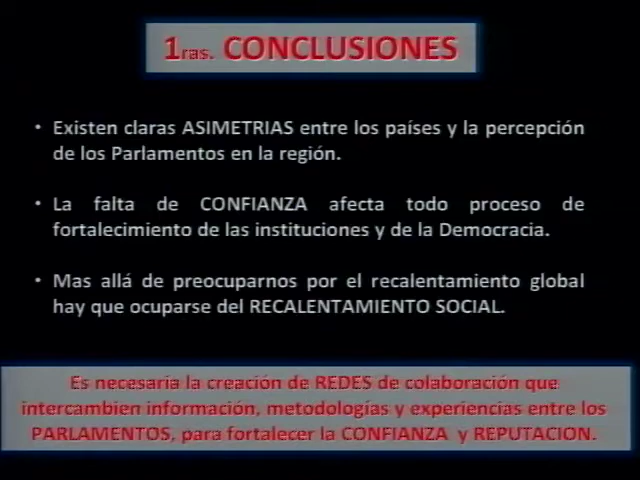 1ras. CONCLUSIONES
• Existen claras ASIMETRIAS entre los países y la percepción
de los Parlamentos en la región.
• La falta de CONFIANZA afecta todo proceso de
fortalecimiento de las instituciones y de la Democracia.
• Mas allá de preocuparnos por el recalentamiento global
hay que ocuparse del RECALENTAMIENTO SOCIAL.
Es necesaria la creación de REDES de colaboración que
intercambien información, metodologías y experiencias entre los
PARLAMENTOS, para fortalecer la CONFIANZA y REPUTACION.